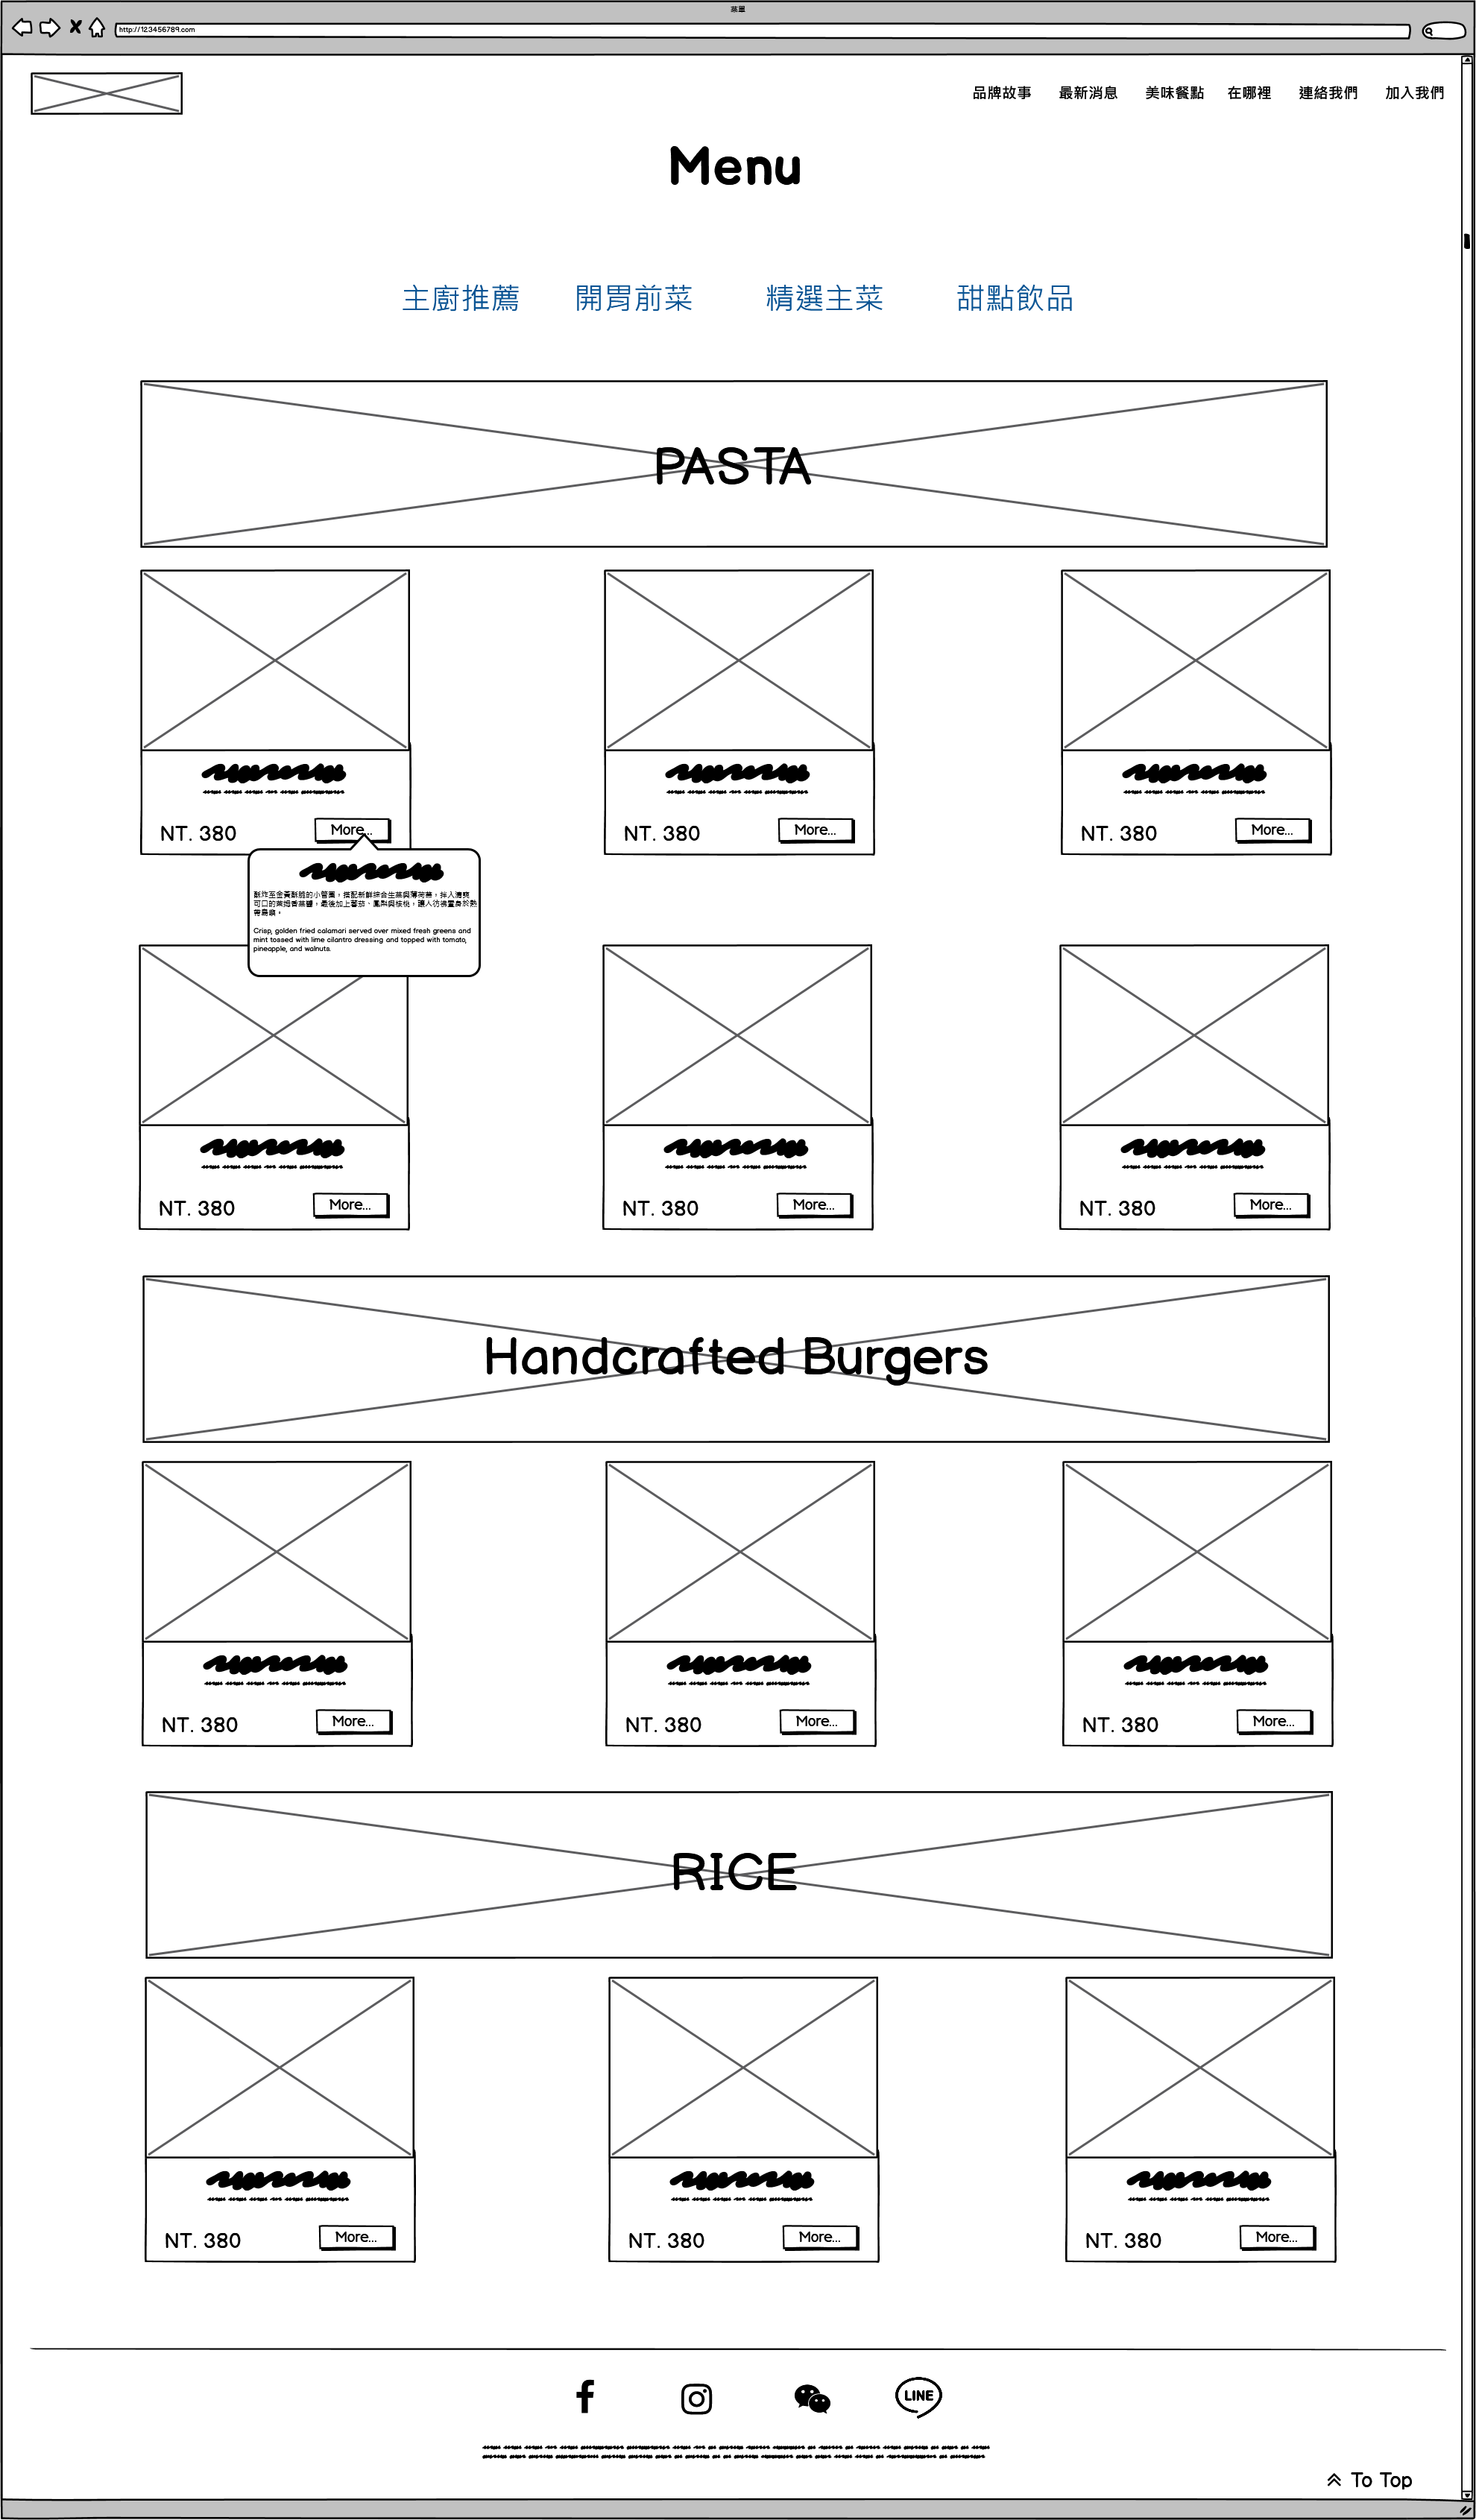 菜單
http://123456789.com
品牌故事 最新消息 美味餐點 在哪裡 連絡我們 加入我們
Menu
主廚推薦 開胃前菜 精選主菜 甜點飲品
PASTA
NT. 380 More...
NT. 380 More...
NT. 380 More...
酥炸至金黃酥脆的小管圈，搭配新鮮綜合生菜與薄荷葉，拌入清爽
可口的萊姆香菜醬，最後加上蕃茄、鳳梨與核桃，讓人彷彿置身於熱
帶島嶼。
Crisp, golden fried calamari served over mixed fresh greens and
mint tossed with lime cilantro dressing and topped with tomato,
pineapple, and walnuts.
NT. 380 More...
NT. 380 More...
NT. 380 More...
Handcrafted Burgers
NT. 380 More...
NT. 380 More...
NT. 380 More...
RICE
NT. 380 More...
NT. 380 More...
NT. 380 More...
LINE
To Top